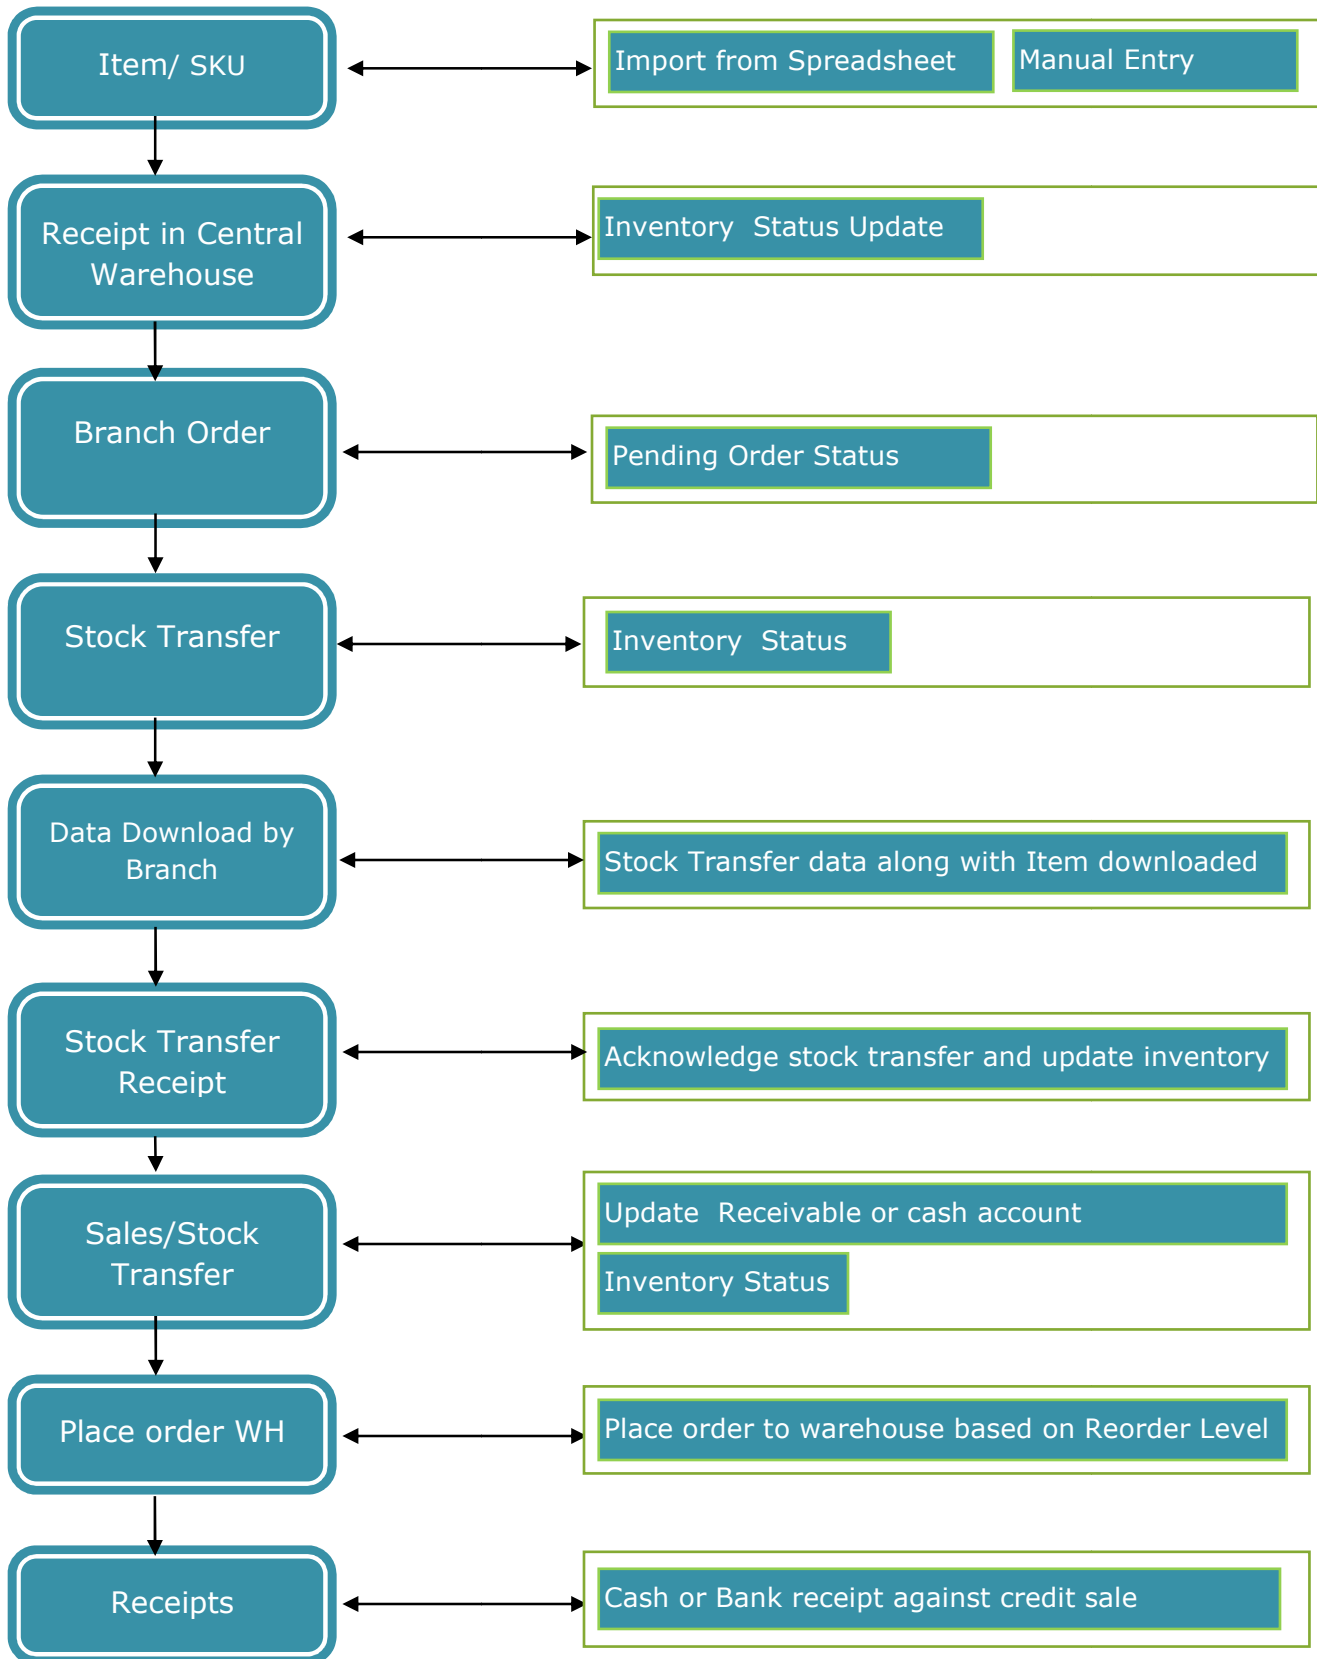 Item/ SKU
Import from Spreadsheet
Manual Entry
Receipt in Central
Warehouse
Inventory  Status Update
Branch Order
Pending Order Status
Stock Transfer
Inventory  Status
Data Download by
Branch
Stock Transfer data along with Item downloaded
Stock Transfer
Receipt
Acknowledge stock transfer and update inventory
Sales/Stock
Transfer
Update  Receivable or cash account
Inventory Status
Place order WH
Place order to warehouse based on Reorder Level
Receipts
Cash or Bank receipt against credit sale